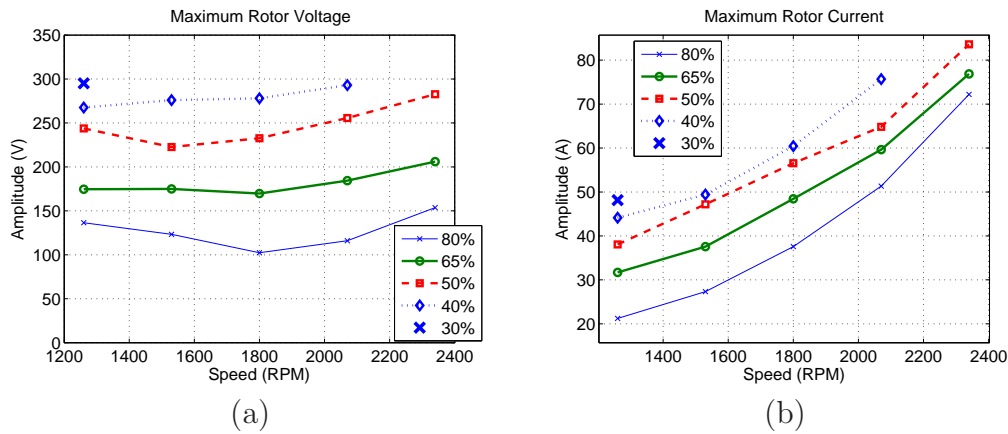 Maximum Rotor Voltage
350
300
250
200
150
100
50
0
Amplitude (V)
1200 1400 1600 1800 2000 2200 2400
Speed (RPM)
80%
65%
50%
40%
30%
(a)
Maximum Rotor Current
80
70
60
50
40
30
20
Amplitude (A)
1400 1600 1800 2000 2200 2400
Speed (RPM)
80%
65%
50%
40%
30%
(b)